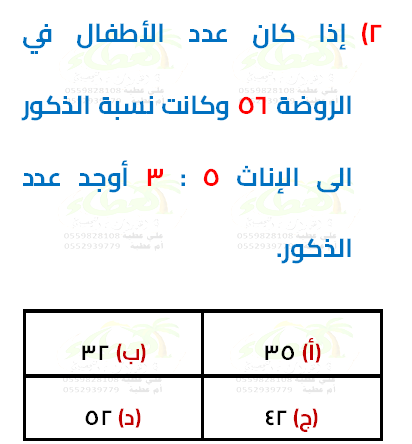 ٢) إذا كان عدد الأطفال في
الروضة ٥٦ وكانت نسبة الذكور
الى الإناث ٥ : ٣ أوجد عدد
الذكور.
(أ) ٣٥ (ب) ٣٢
(ج) ٤٢ (د) ٥٢